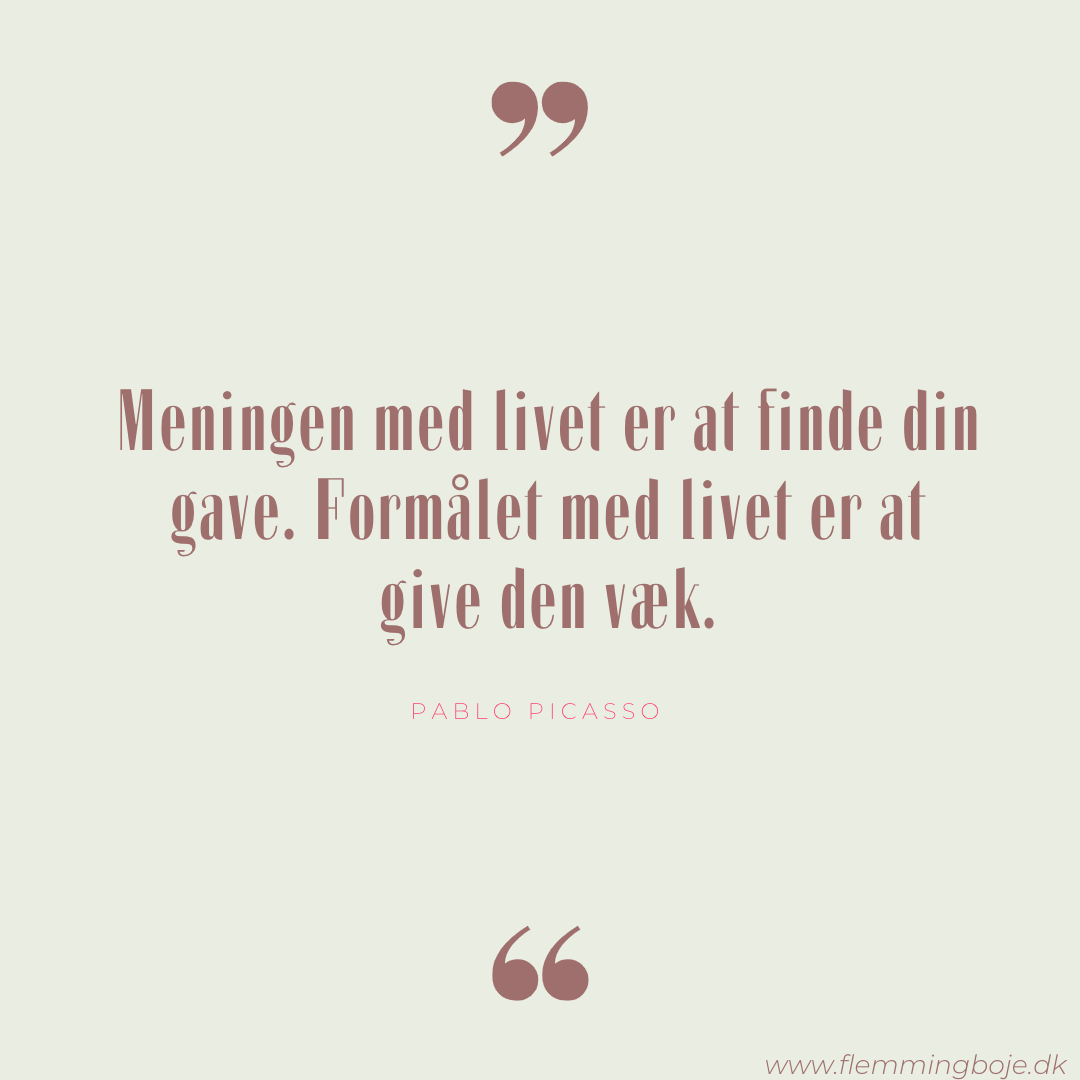 ”
Meningen med livet er at finde din
gave. Formålet med livet er at
give den væk.
PABLO PICASSO
“
www.flemmingboje.dk